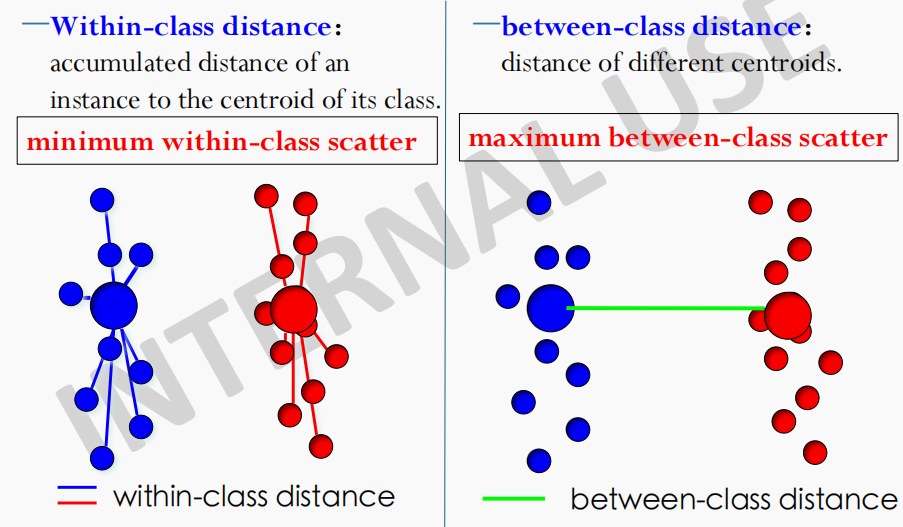 Within-class distance:
accumulated distance of an
instance to the centroid of its class.
minimum within-class scatter
within-class distance
between-class distance:
distance of different centroids.
maximum between-class scatter
between-class distance
INTERNAL USE